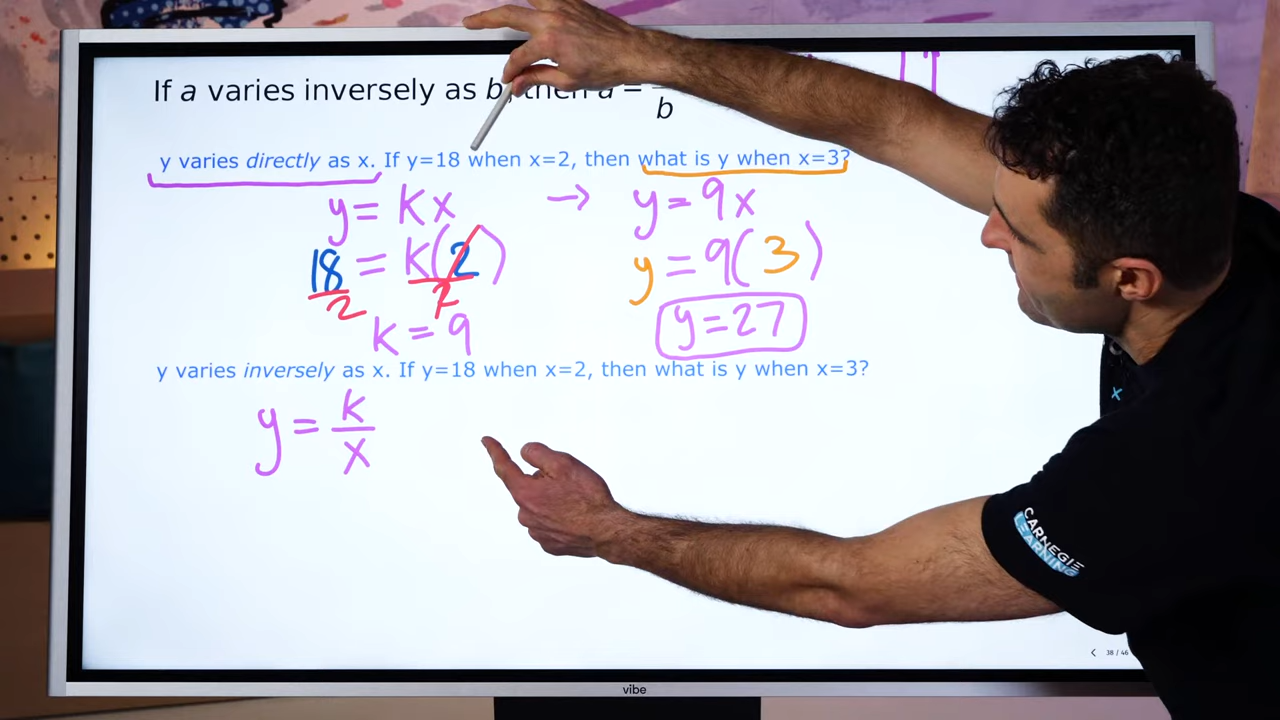 If a varies inversely as b, then a =
b
y varies directly as x. If y=18 when x=2, then what is y when x=3?
y = kx → y = 9x
18 = k(2) y = 9(3)
2 2
k = 9 y = 27
y varies inversely as x. If y=18 when x=2, then what is y when x=3?
y = k
x
CARNEGIE
LEARNING
< 38 / 46
vibe